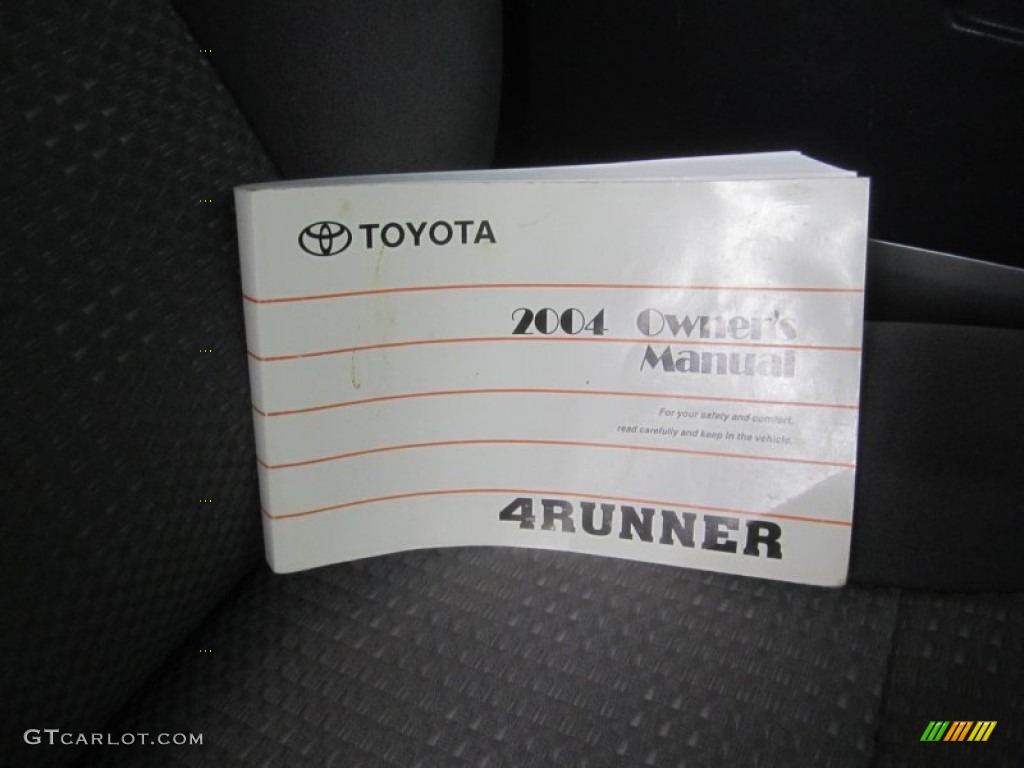 TOYOTA
2004 Owner's
Manual
For your safety and comfort,
read carefully and keep in the vehicle.
4RUNNER
GTCARLOT.COM